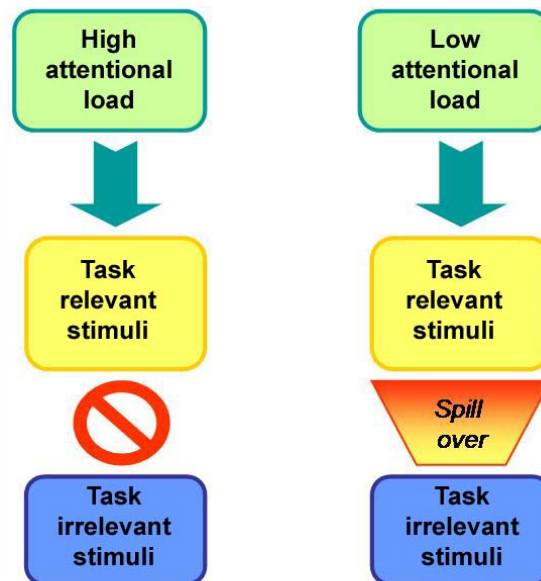 High
attentional
load
Task
relevant
stimuli
Task
irrelevant
stimuli
Low
attentional
load
Task
relevant
stimuli
Spill
over
Task
irrelevant
stimuli